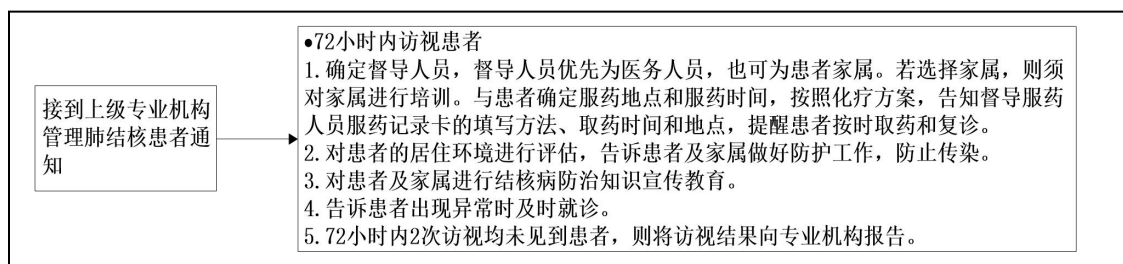 接到上级专业机构
管理肺结核患者通
知
●72小时内访视患者
1.确定督导人员，督导人员优先为医务人员，也可为患者家属。若选择家属，则须
对家属进行培训。与患者确定服药地点和服药时间，按照化疗方案，告知督导服药
人员服药记录卡的填写方法、取药时间和地点，提醒患者按时取药和复诊。
2.对患者的居住环境进行评估，告诉患者及家属做好防护工作，防止传染。
3.对患者及家属进行结核病防治知识宣传教育。
4.告诉患者出现异常时及时就诊。
5.72小时内2次访视均未见到患者，则将访视结果向专业机构报告。